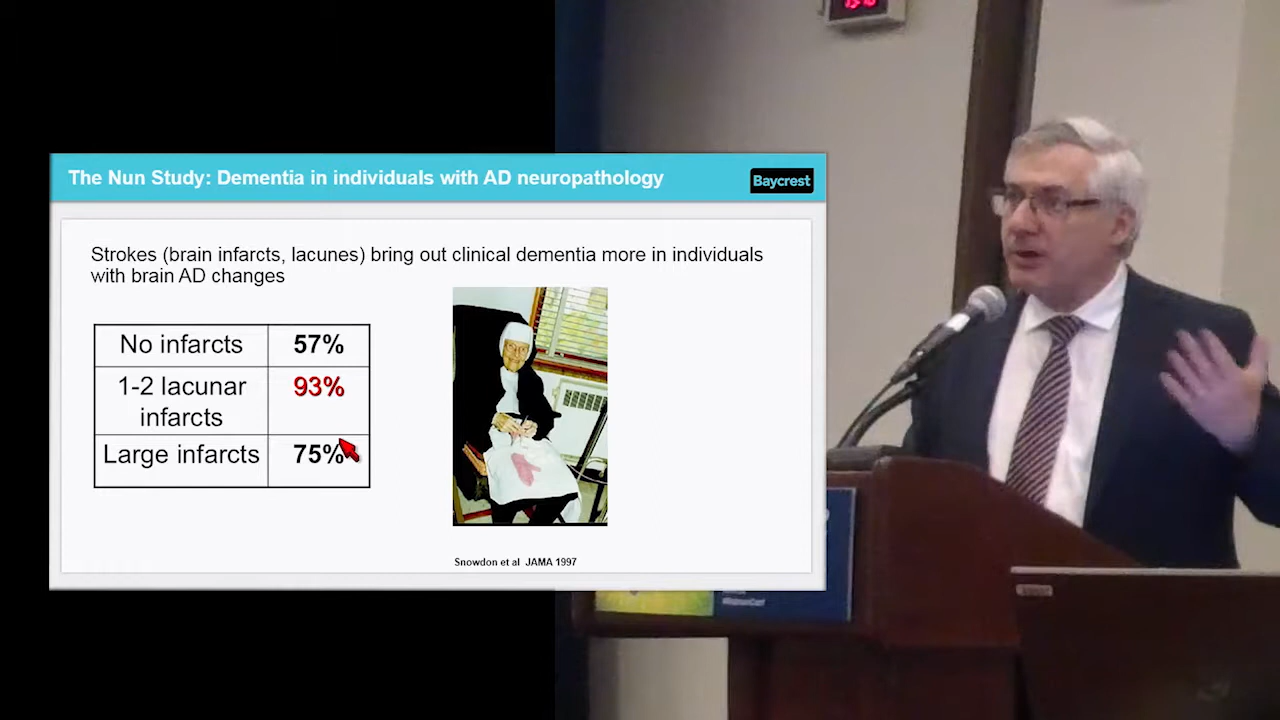 The Nun Study: Dementia in individuals with AD neuropathology
Baycrest
Strokes (brain infarcts, lacunes) bring out clinical dementia more in individuals
with brain AD changes
No infarcts 57%
1-2 lacunar 93%
infarcts
Large infarcts 75%
Snowdon et al JAMA 1997